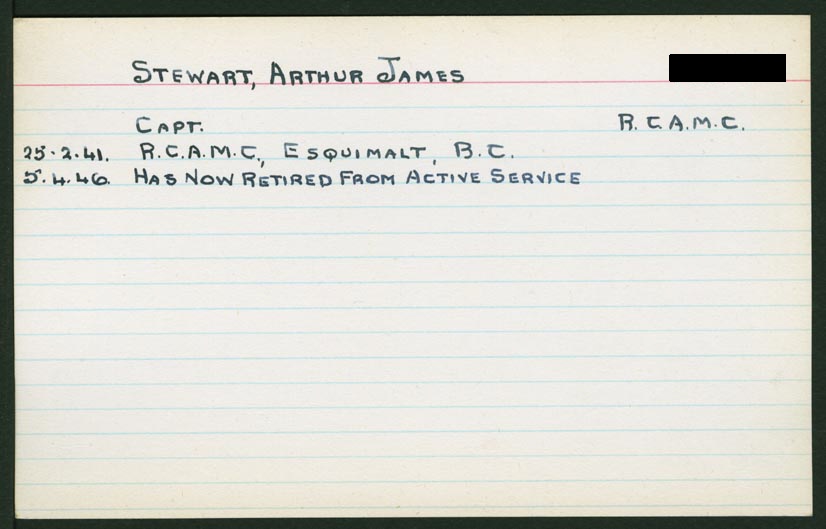 STEWART, ARTHUR JAMES
CAPT. R.C.A.M.C.
25.2.41. R.C.A.M.C., ESQUIMALT, B.C.
5.4.46. HAS NOW RETIRED FROM ACTIVE SERVICE